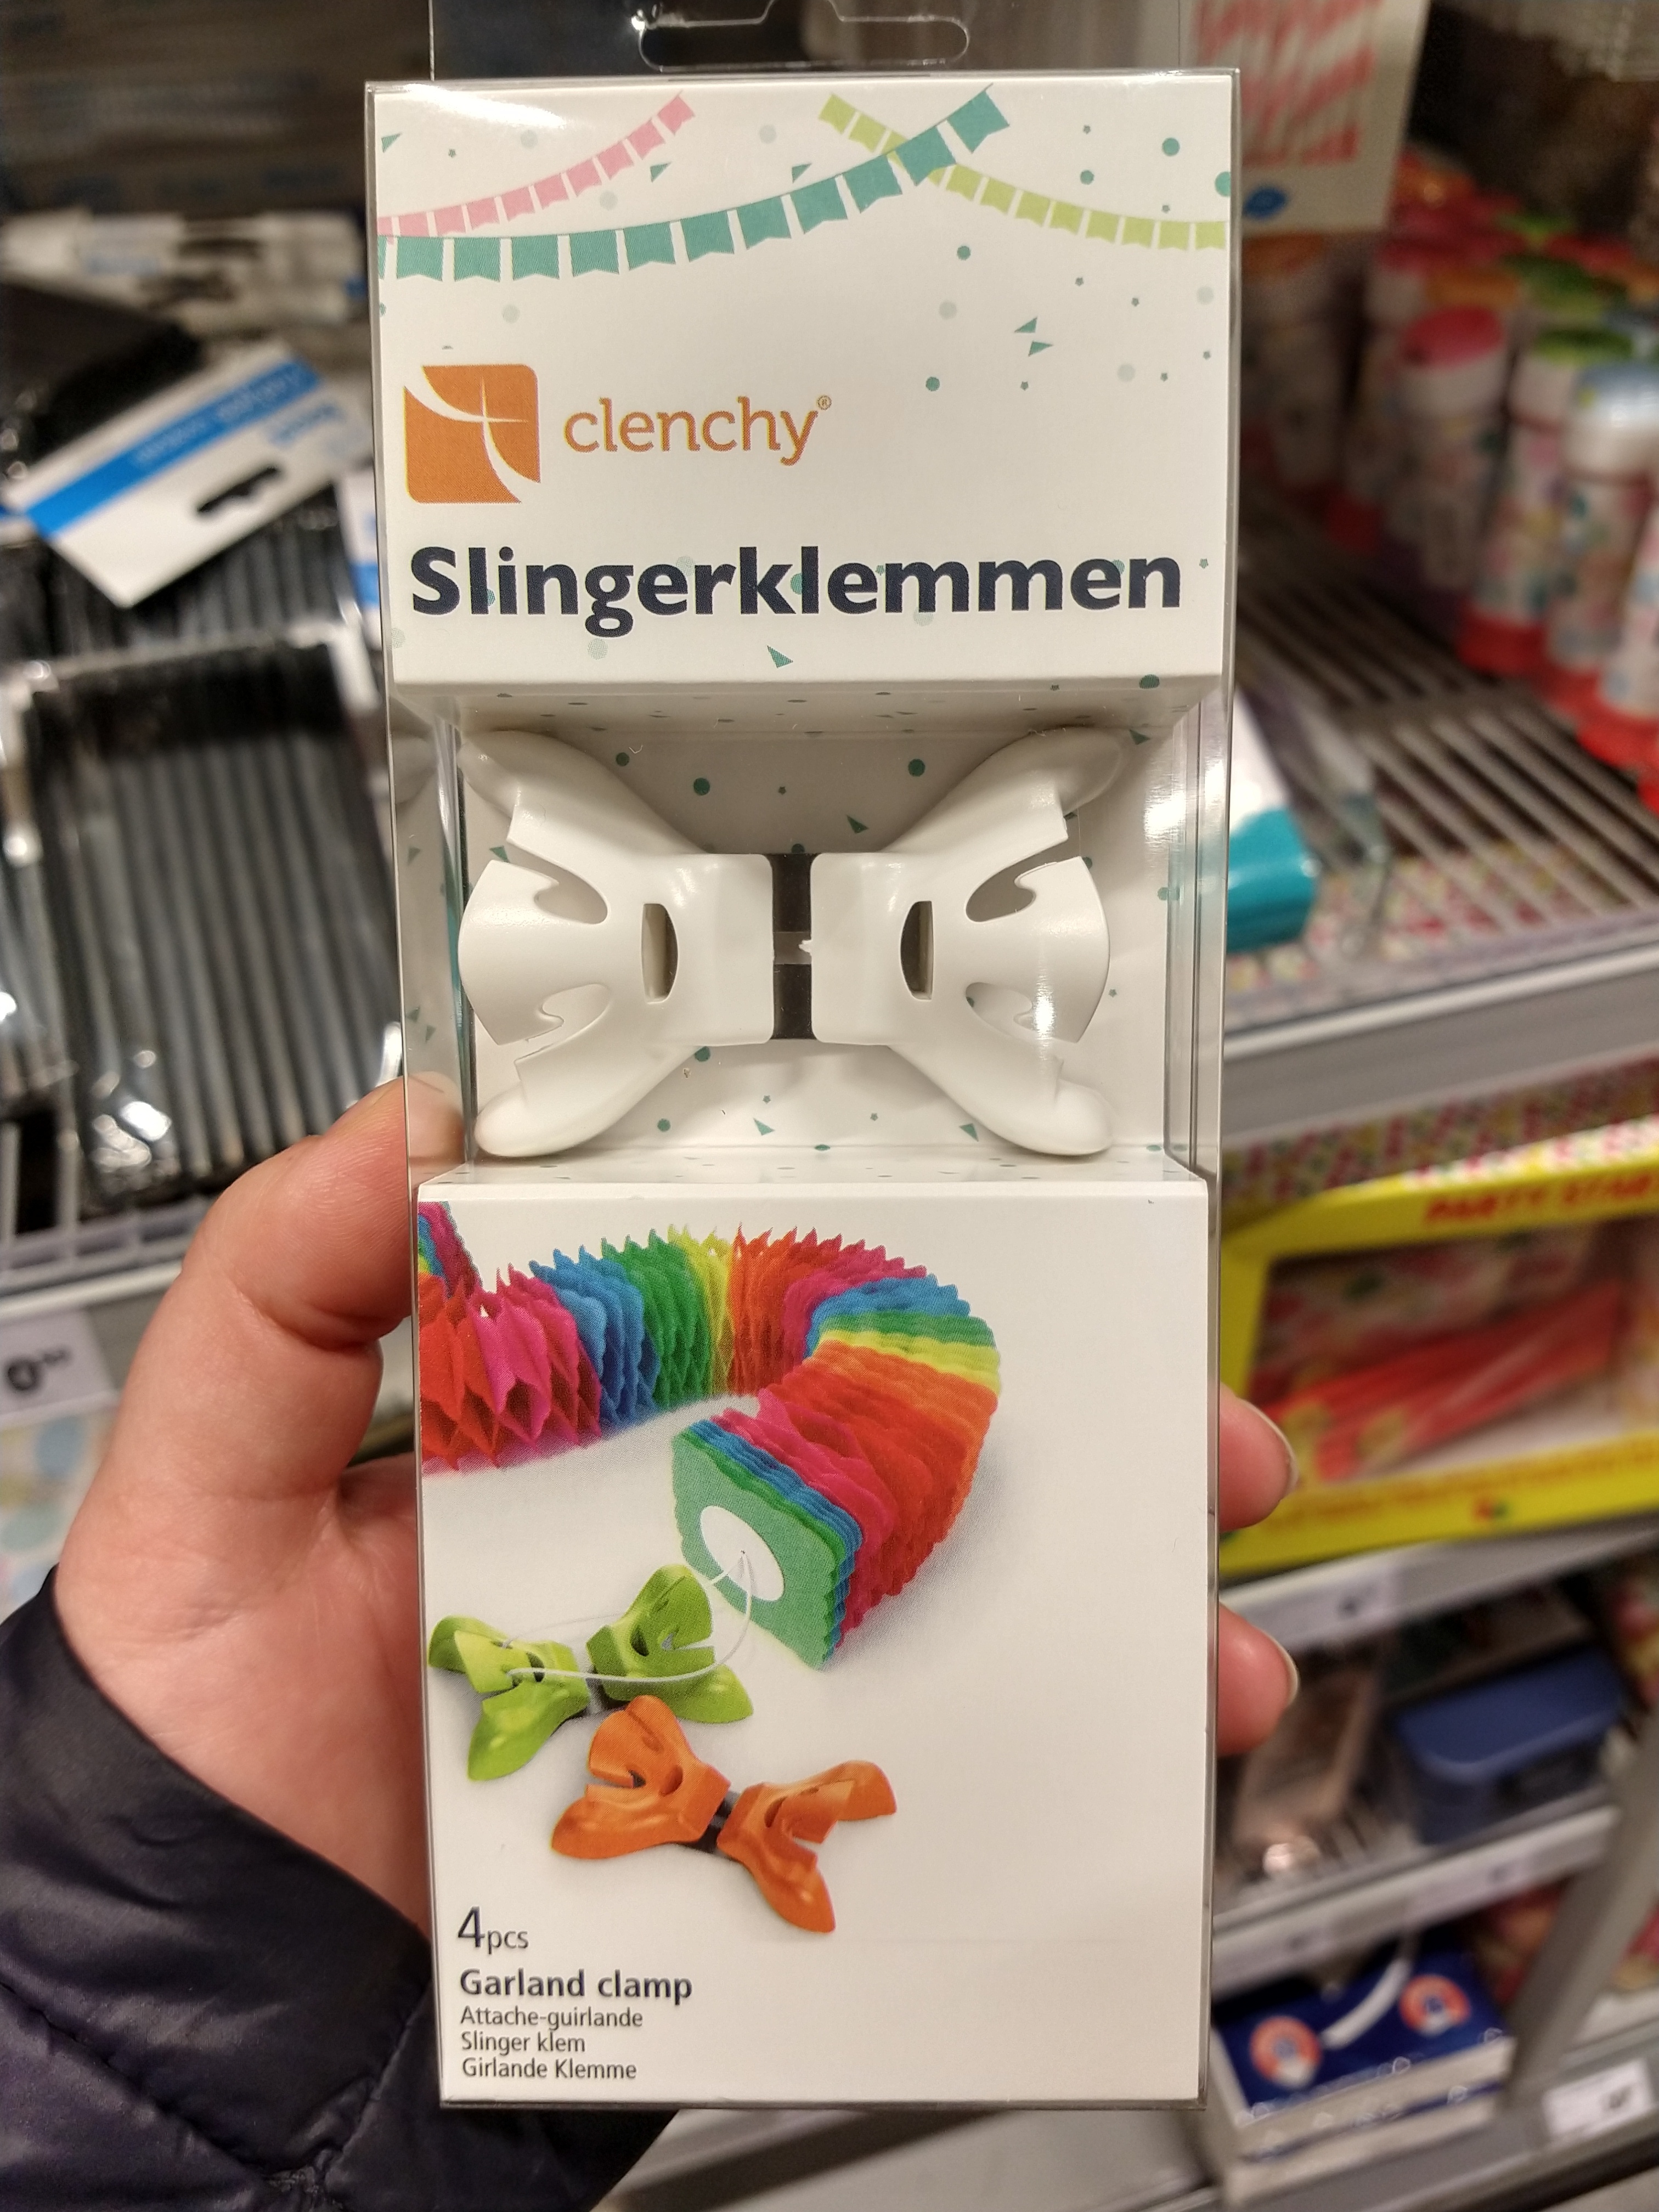 clenchy®
Slingerklemmen
4pcs
Garland clamp
Attache-guirlande
Slinger klem
Girlande Klemme